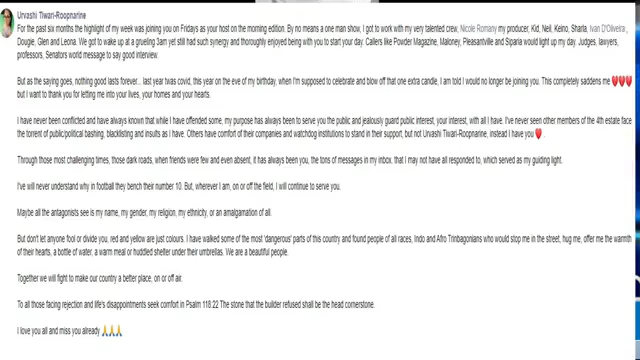 Urvashi Tiwari-Roopnarine
For the past six months the highlight of my week was joining you on Fridays as your host on the morning edition. By no means a one man show, I got to work with my very talented crew, Nicole Romany my producer, Kid, Neil, Keino, Sharla, Ivan D'Oliveira ,
Dougie, Glen and Leona. We got to wake up at a grueling 3am yet still had such synergy and thoroughly enjoyed being with you to start your day. Callers like Powder Magazine, Maloney, Pleasantville and Siparia would light up my day. Judges, lawyers,
professors, Senators world message to say good interview.
But as the saying goes, nothing good lasts forever... last year twas covid, this year on the eve of my birthday, when I'm supposed to celebrate and blow off that one extra candle, I am told I would no longer be joining you. This completely saddens me ❤❤❤
but I want to thank you for letting me into your lives, your homes and your hearts.
I have never been conflicted and have always known that while I have offended some, my purpose has always been to serve you the public and jealously guard public interest, your interest, with all I have. I've never seen other members of the 4th estate face
the torrent of public/political bashing, blacklisting and insults as I have. Others have comfort of their companies and watchdog institutions to stand in their support, but not Urvashi Tiwari-Roopnarine, instead I have you ❤
Through those most challenging times, those dark roads, when friends were few and even absent, it has always been you, the tons of messages in my inbox, that I may not have all responded to, which served as my guiding light.
I've will never understand why in football they bench their number 10. But, wherever I am, on or off the field, I will continue to serve you.
Maybe all the antagonists see is my name, my gender, my religion, my ethnicity, or an amalgamation of all.
But don't let anyone fool or divide you, red and yellow are just colours. I have walked some of the most 'dangerous' parts of this country and found people of all races, Indo and Afro Trinbagonians who would stop me in the street, hug me, offer me the warmth
of their hearts, a bottle of water, a warm meal or huddled shelter under their umbrellas. We are a beautiful people.
Together we will fight to make our country a better place, on or off air.
To all those facing rejection and life's disappointments seek comfort in Psalm 118:22 The stone that the builder refused shall be the head cornerstone.
I love you all and miss you already 🙏🙏🙏